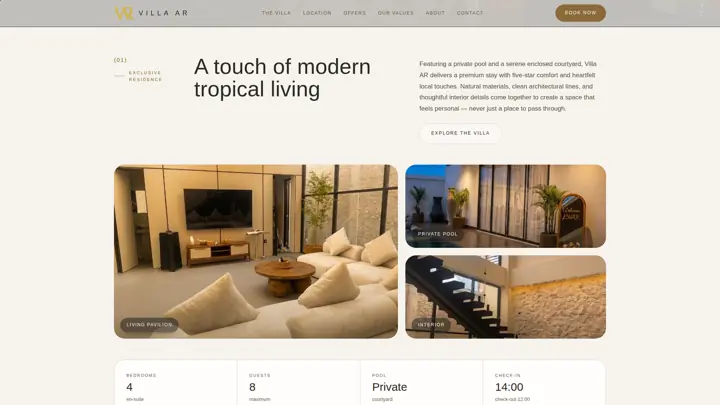 VILLA AR
THE VILLA
LOCATION
OFFERS
OUR VALUES
ABOUT
CONTACT
BOOK NOW
(01)
EXCLUSIVE
RESIDENCE
A touch of modern
tropical living
Featuring a private pool and a serene enclosed courtyard, Villa
AR delivers a premium stay with five-star comfort and heartfelt
local touches. Natural materials, clean architectural lines, and
thoughtful interior details come together to create a space that
feels personal — never just a place to pass through.
EXPLORE THE VILLA
LIVING PAVILION
PRIVATE POOL
INTERIOR
BEDROOMS
4
en-suite
GUESTS
8
maximum
POOL
Private
courtyard
CHECK-IN
14:00
check-out 12:00